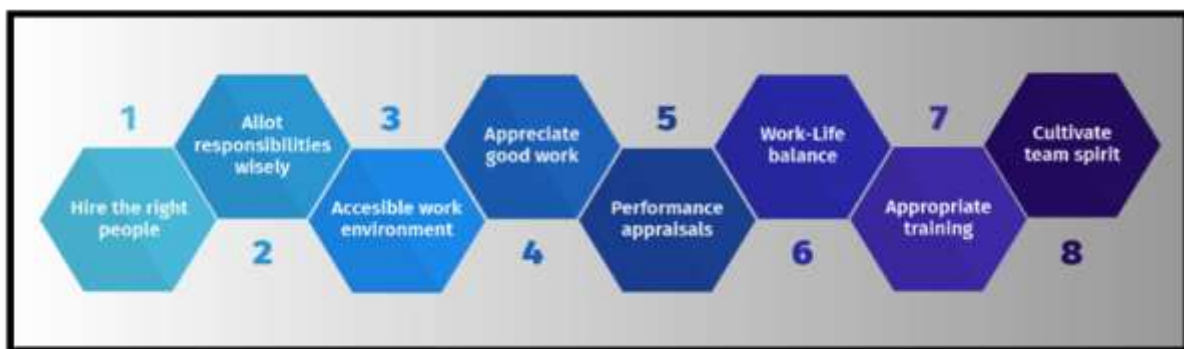 1
Hire the right
people
2
Allot
responsibilities
wisely
3
Accesible work
environment
4
Appreciate
good work
5
Performance
appraisals
6
Work-Life
balance
7
Appropriate
training
8
Cultivate
team spirit